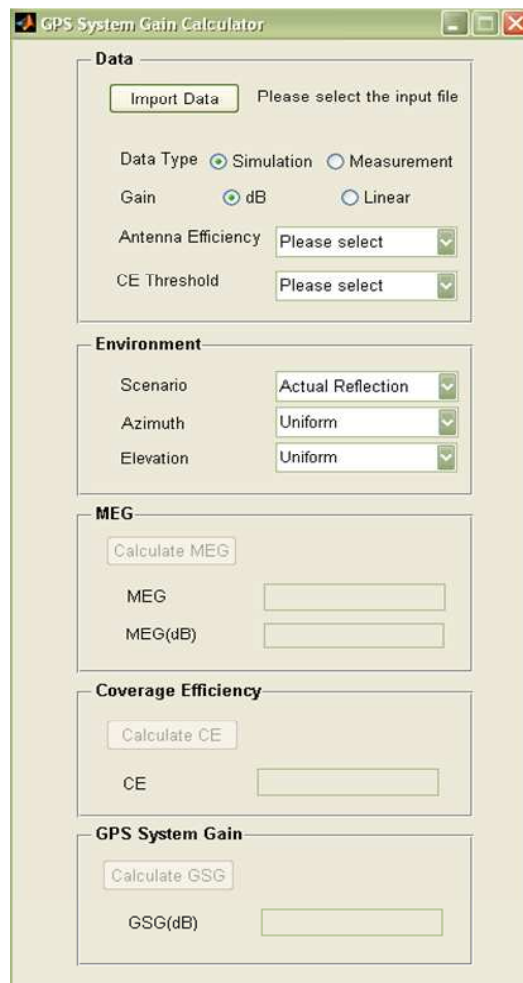 GPS System Gain Calculator
Data
Import Data Please select the input file
Data Type Simulation Measurement
Gain dB Linear
Antenna Efficiency Please select
CE Threshold Please select
Environment
Scenario Actual Reflection
Azimuth Uniform
Elevation Uniform
MEG
Calculate MEG
MEG
MEG(dB)
Coverage Efficiency
Calculate CE
CE
GPS System Gain
Calculate GSG
GSG(dB)